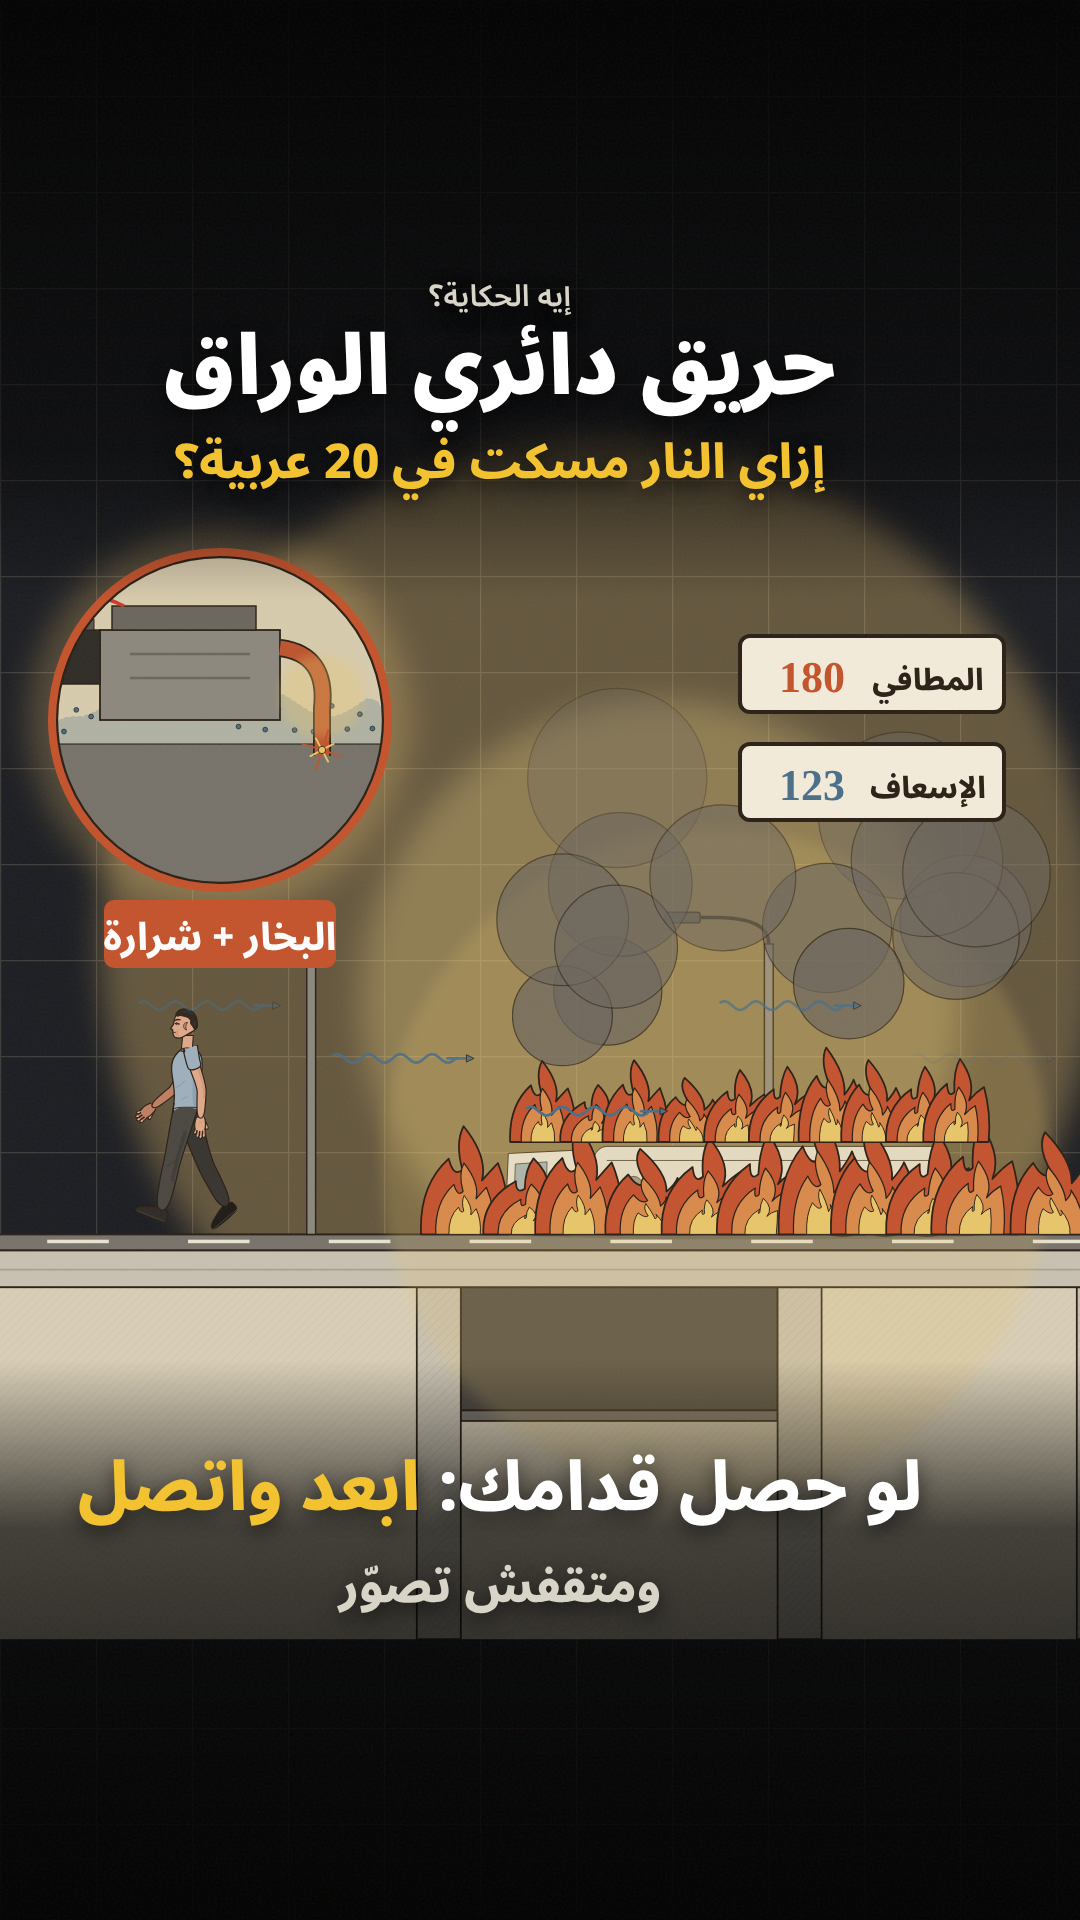 إيه الحكاية؟
حريق دائري الوراق
إزاي النار مسكت في 20 عربية؟
المطافي 180
الإسعاف 123
البخار + شرارة
لو حصل قدامك: ابعد واتصل
ومتقفش تصوّر